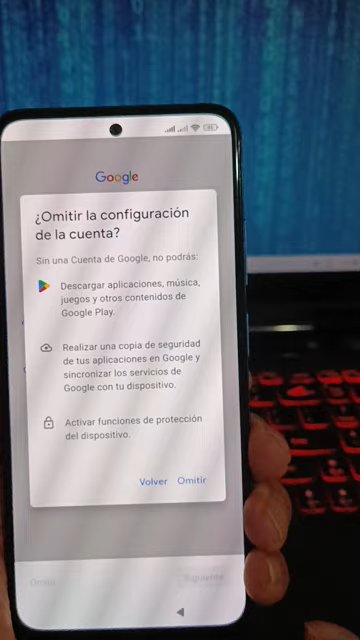 Google
¿Omitir la configuración
de la cuenta?
Sin una Cuenta de Google, no podrás:
Descargar aplicaciones, música,
juegos y otros contenidos de
Google Play.
Realizar una copia de seguridad
de tus aplicaciones en Google y
sincronizar los servicios de
Google con tu dispositivo.
Activar funciones de protección
del dispositivo.
Volver Omitir
Omitir Siguiente